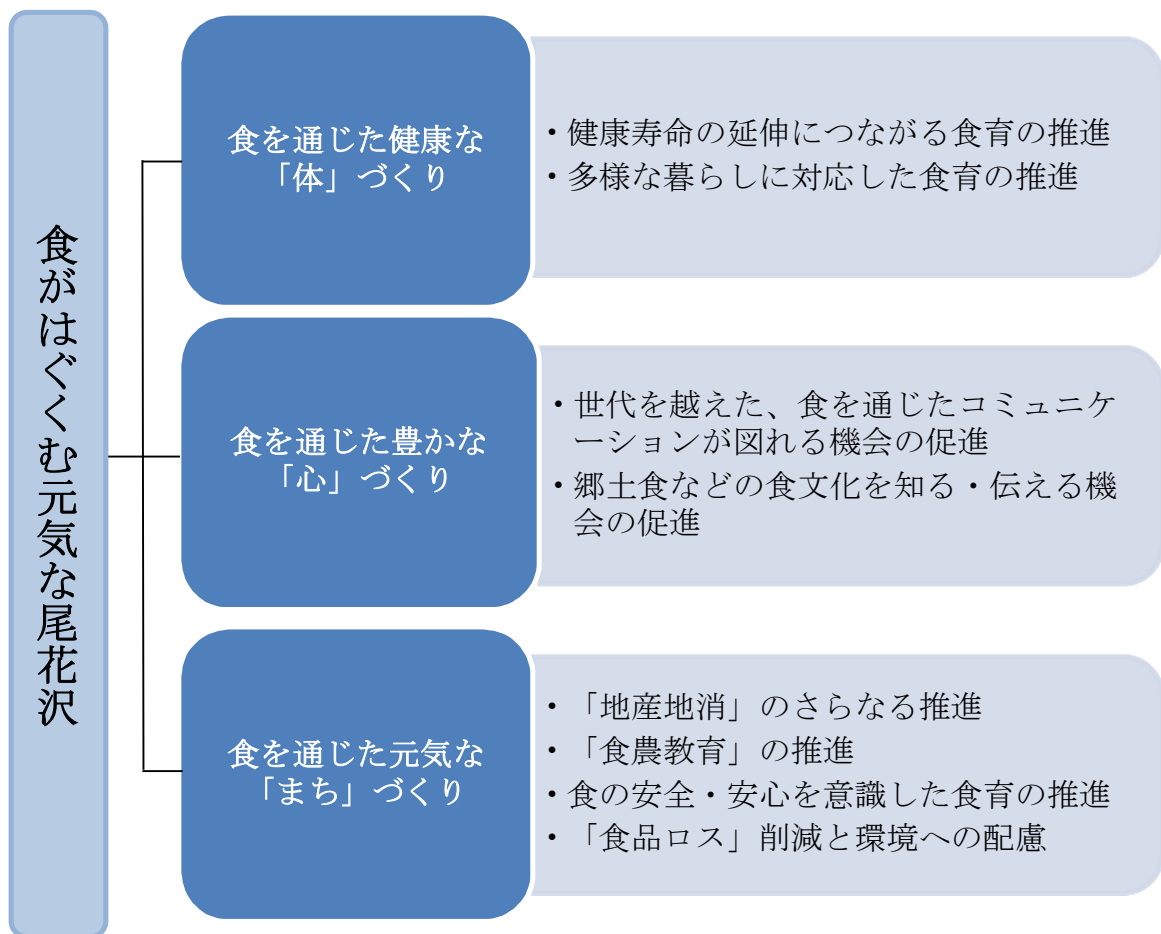 食がはぐくむ元気な尾花沢
食を通じた健康な
「体」づくり
・健康寿命の延伸につながる食育の推進
・多様な暮らしに対応した食育の推進
食を通じた豊かな
「心」づくり
・世代を越えた、食を通じたコミュニケ
ーションが図れる機会の促進
・郷土食などの食文化を知る・伝える機
会の促進
食を通じた元気な
「まち」づくり
・「地産地消」のさらなる推進
・「食農教育」の推進
・食の安全・安心を意識した食育の推進
・「食品ロス」削減と環境への配慮